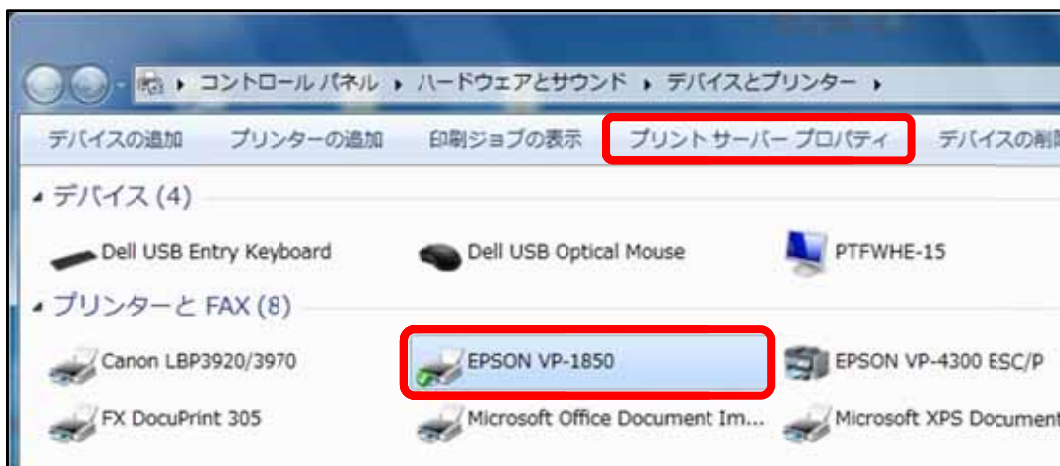 コントロール パネル ハードウェアとサウンド デバイスとプリンター
デバイスの追加 プリンターの追加 印刷ジョブの表示 プリント サーバー プロパティ デバイスの削
デバイス (4)
Dell USB Entry Keyboard Dell USB Optical Mouse PTFWHE-15
プリンターと FAX (8)
Canon LBP3920/3970 EPSON VP-1850 EPSON VP-4300 ESC/P
FX DocuPrint 305 Microsoft Office Document Im... Microsoft XPS Document